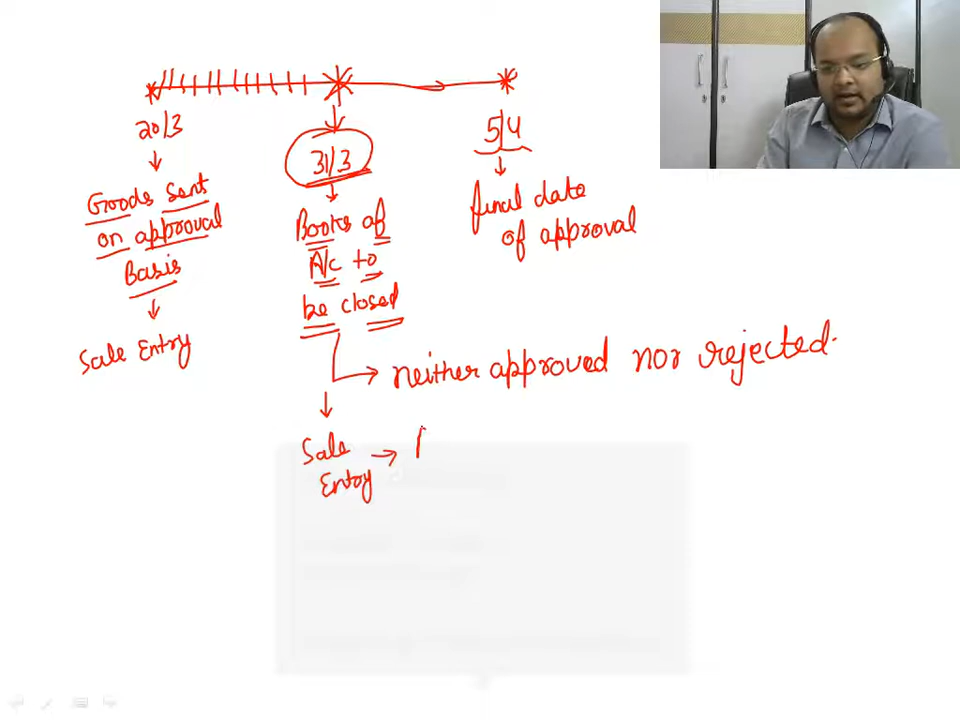 20/3
31/3
5/4
Goods Sent
on approval
Basis
Sale Entry
Books of
A/c to
be closed
final date
of approval
neither approved nor rejected.
Sale
Entry